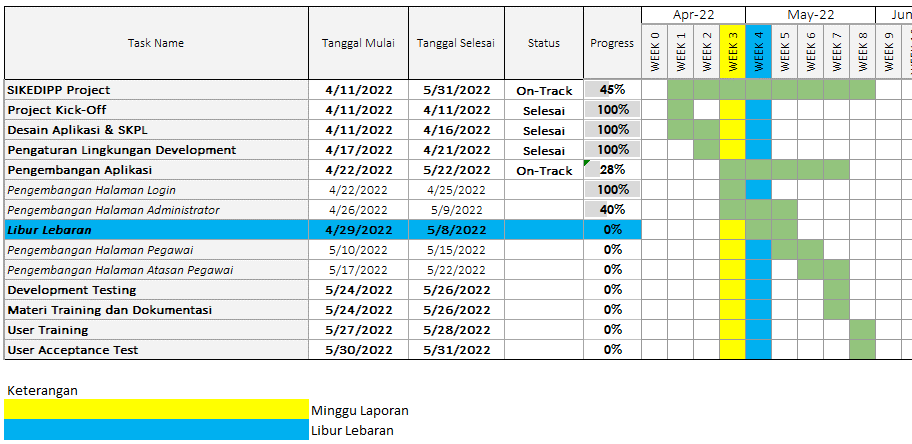 Apr-22 May-22 Jun
Task Name Tanggal Mulai Tanggal Selesai Status Progress WEEK 0 WEEK 1 WEEK 2 WEEK 3 WEEK 4 WEEK 5 WEEK 6 WEEK 7 WEEK 8 WEEK 9
SIKEDIPP Project 4/11/2022 5/31/2022 On-Track 45%
Project Kick-Off 4/11/2022 4/11/2022 Selesai 100%
Desain Aplikasi & SKPL 4/11/2022 4/16/2022 Selesai 100%
Pengaturan Lingkungan Development 4/17/2022 4/21/2022 Selesai 100%
Pengembangan Aplikasi 4/22/2022 5/22/2022 On-Track 28%
Pengembangan Halaman Login 4/22/2022 4/25/2022 100%
Pengembangan Halaman Administrator 4/26/2022 5/9/2022 40%
Libur Lebaran 4/29/2022 5/8/2022 0%
Pengembangan Halaman Pegawai 5/10/2022 5/15/2022 0%
Pengembangan Halaman Atasan Pegawai 5/17/2022 5/22/2022 0%
Development Testing 5/24/2022 5/26/2022 0%
Materi Training dan Dokumentasi 5/24/2022 5/26/2022 0%
User Training 5/27/2022 5/28/2022 0%
User Acceptance Test 5/30/2022 5/31/2022 0%
Keterangan
Minggu Laporan
Libur Lebaran